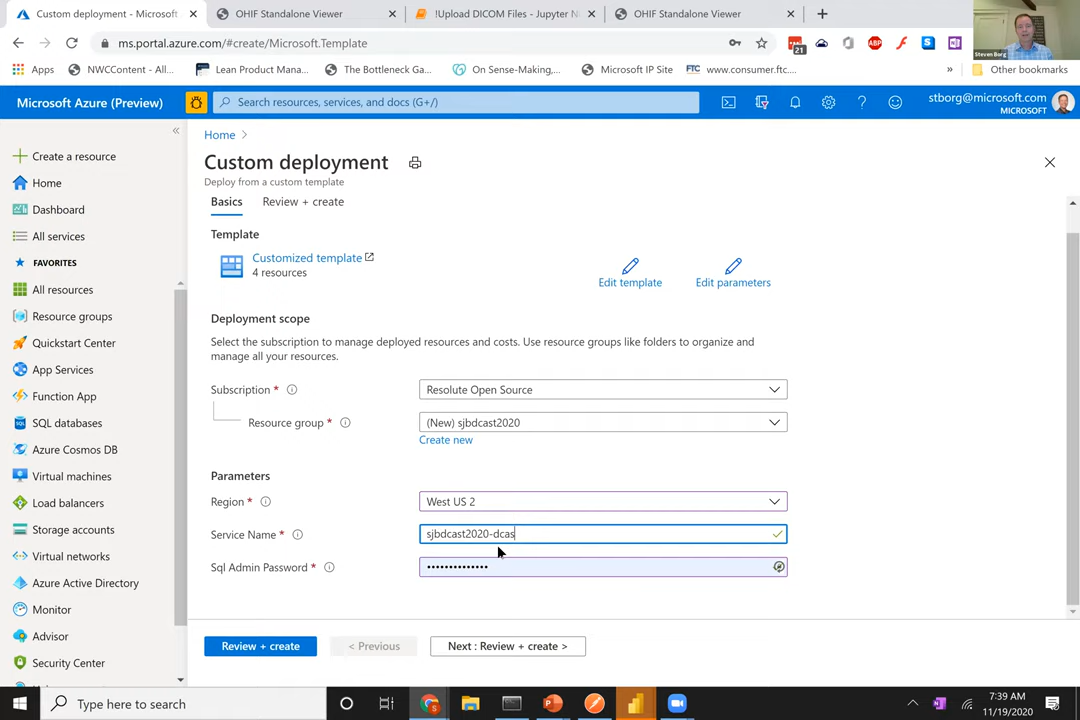 Custom deployment - Microsoft
OHIF Standalone Viewer
!Upload DICOM Files - Jupyter N
OHIF Standalone Viewer
ms.portal.azure.com/#create/Microsoft.Template
21
ABP
Steven Borg
Apps
NWCContent - All...
Lean Product Mana...
The Bottleneck Ga...
On Sense-Making,...
Microsoft IP Site
FTC
www.consumer.ftc....
»
Other bookmarks
Microsoft Azure (Preview)
Search resources, services, and docs (G+/)
stborg@microsoft.com
MICROSOFT
Create a resource
Home
Dashboard
All services
FAVORITES
All resources
Resource groups
Quickstart Center
App Services
Function App
SQL databases
Azure Cosmos DB
Virtual machines
Load balancers
Storage accounts
Virtual networks
Azure Active Directory
Monitor
Advisor
Security Center
Home >
Custom deployment
Deploy from a custom template
Basics
Review + create
Template
Customized template
4 resources
Edit template
Edit parameters
Deployment scope
Select the subscription to manage deployed resources and costs. Use resource groups like folders to organize and
manage all your resources.
Subscription *
Resolute Open Source
Resource group *
(New) sjbdcast2020
Create new
Parameters
Region *
West US 2
Service Name *
sjbdcast2020-dcas
Sql Admin Password *
••••••••••••••
Review + create
< Previous
Next : Review + create >
Type here to search
7:39 AM
11/19/2020